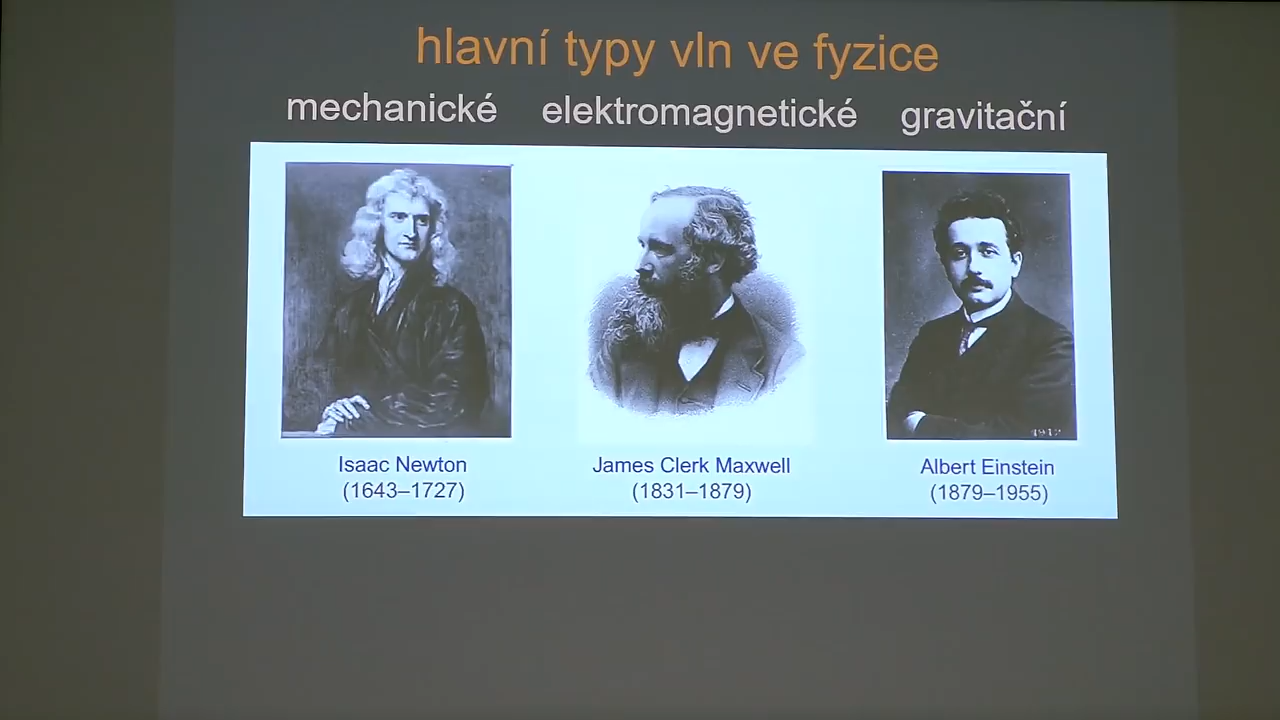 hlavní typy vln ve fyzice
mechanické elektromagnetické gravitační
1912
Isaac Newton
(1643–1727)
James Clerk Maxwell
(1831–1879)
Albert Einstein
(1879–1955)